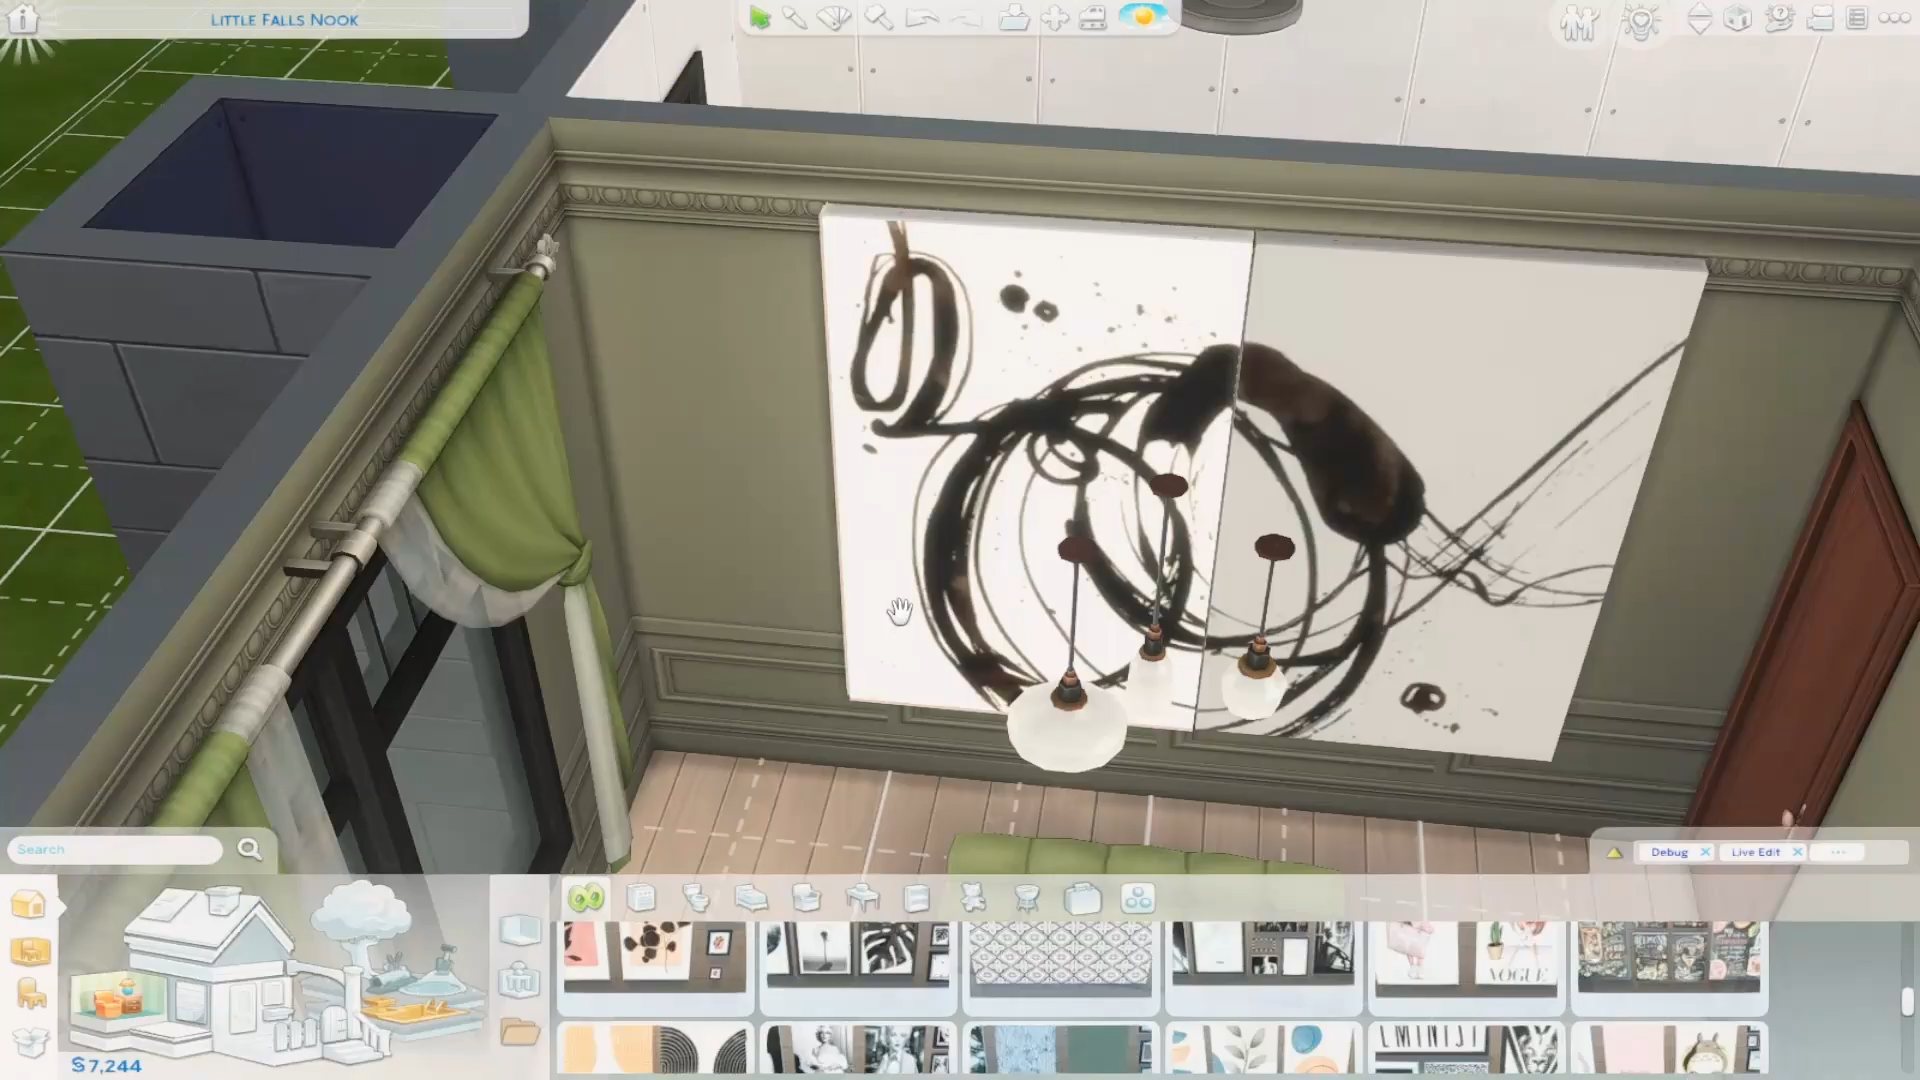 LITTLE FALLS NOOK
Search
Debug
Live Edit
VOGUE
§7,244